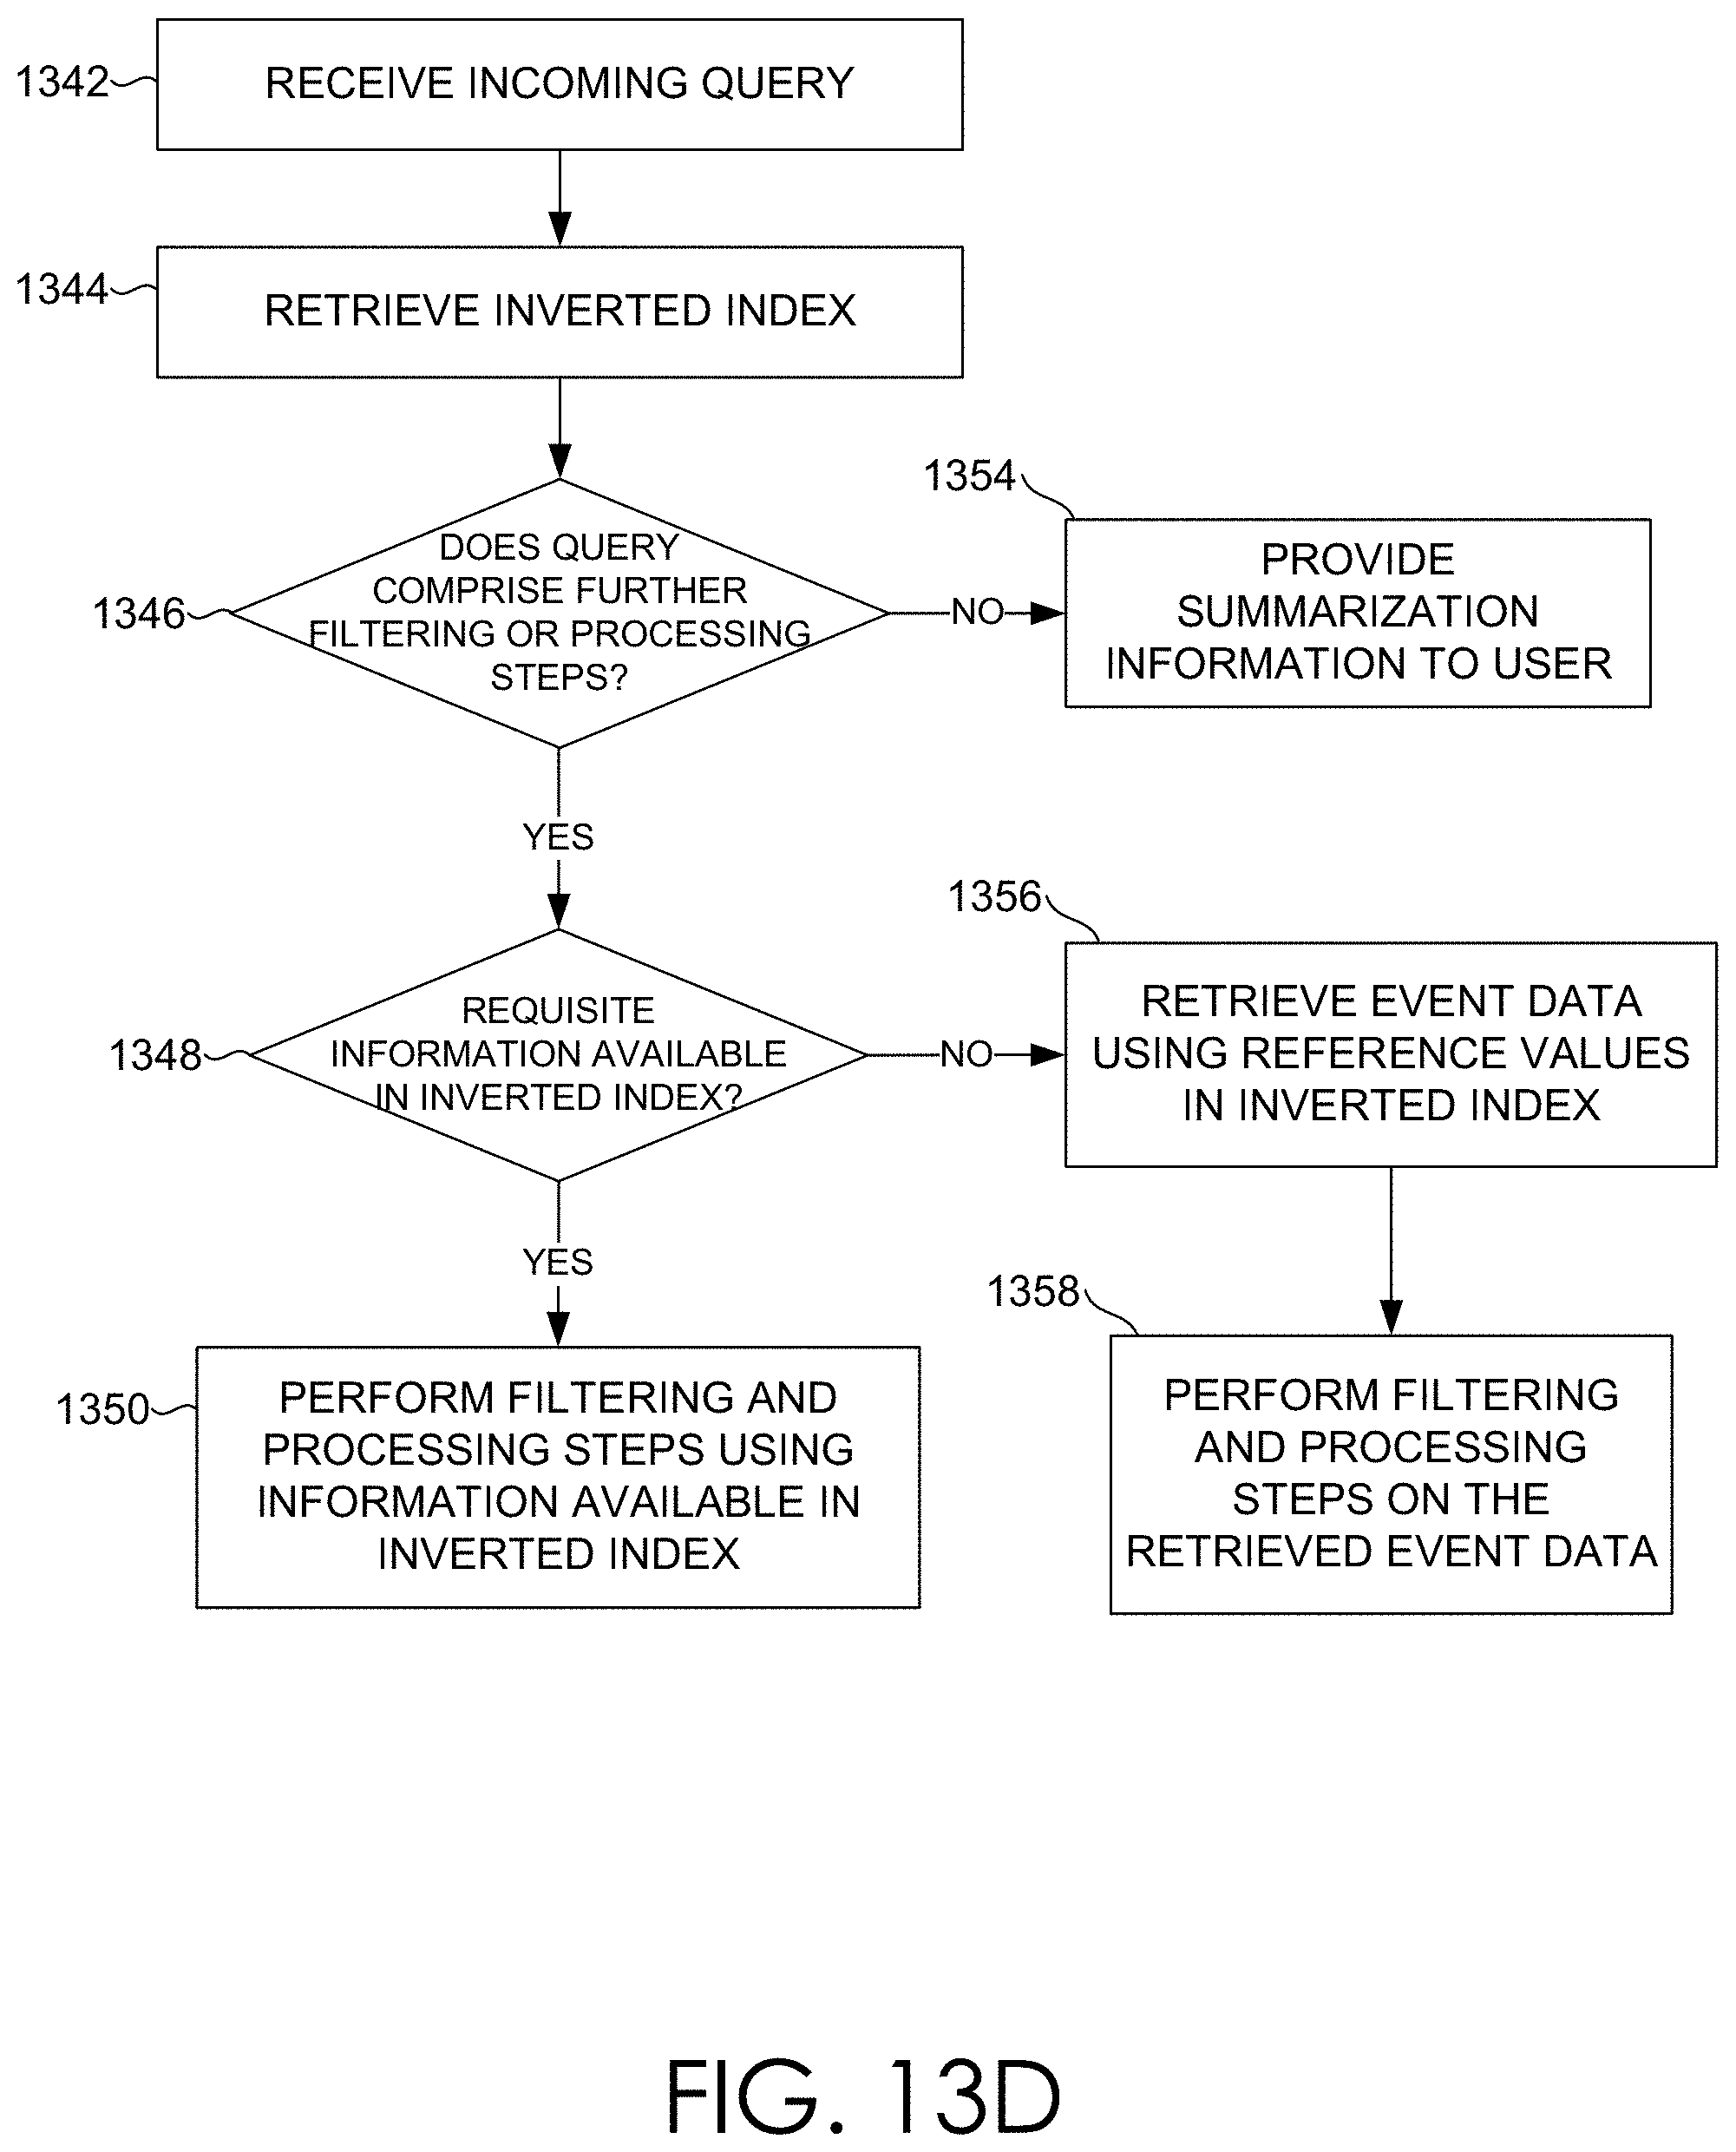 1342
RECEIVE INCOMING QUERY
1344
RETRIEVE INVERTED INDEX
1346
DOES QUERY
COMPRISE FURTHER
FILTERING OR PROCESSING
STEPS?
NO
1354
PROVIDE
SUMMARIZATION
INFORMATION TO USER
YES
1348
REQUISITE
INFORMATION AVAILABLE
IN INVERTED INDEX?
NO
1356
RETRIEVE EVENT DATA
USING REFERENCE VALUES
IN INVERTED INDEX
YES
1350
PERFORM FILTERING AND
PROCESSING STEPS USING
INFORMATION AVAILABLE IN
INVERTED INDEX
1358
PERFORM FILTERING
AND PROCESSING
STEPS ON THE
RETRIEVED EVENT DATA
FIG. 13D